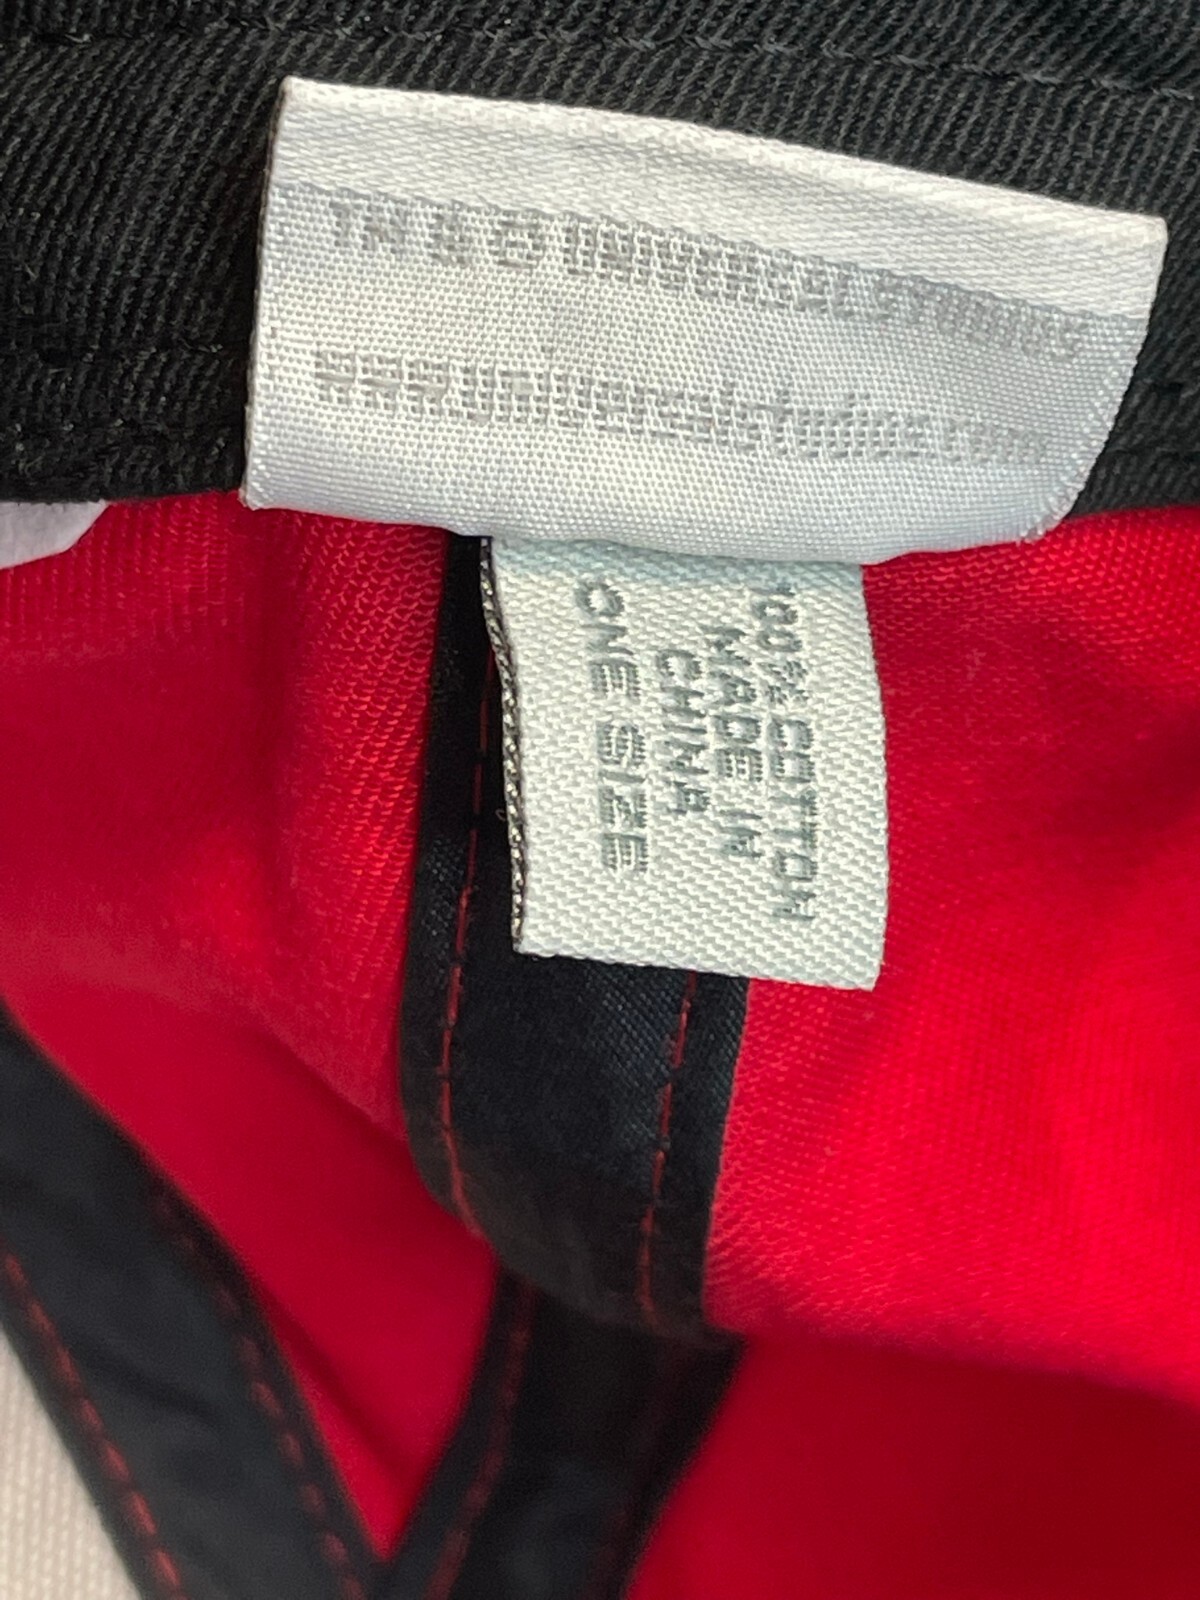 TM & © UNIVERSAL STUDIOS
www.universalstudios.com
100% COTTON
MADE IN
CHINA
ONE SIZE